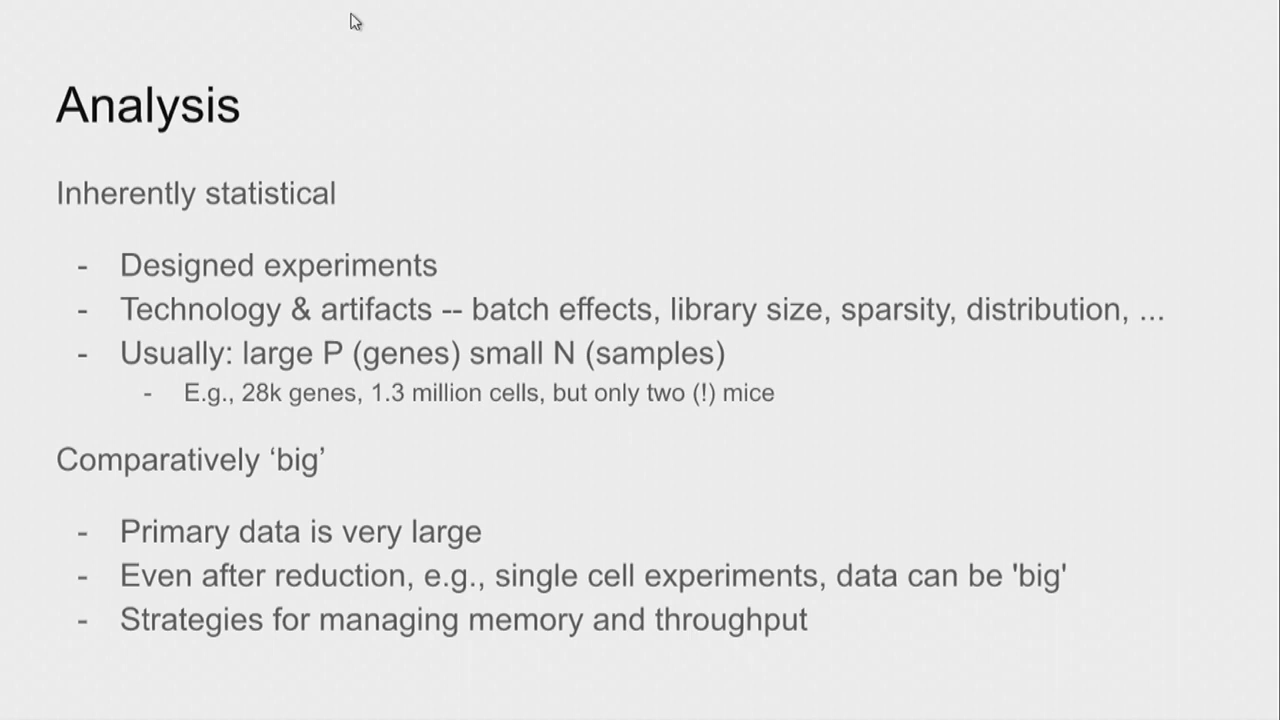 Analysis
Inherently statistical
- Designed experiments
- Technology & artifacts -- batch effects, library size, sparsity, distribution, ...
- Usually: large P (genes) small N (samples)
- E.g., 28k genes, 1.3 million cells, but only two (!) mice
Comparatively ‘big’
- Primary data is very large
- Even after reduction, e.g., single cell experiments, data can be 'big'
- Strategies for managing memory and throughput